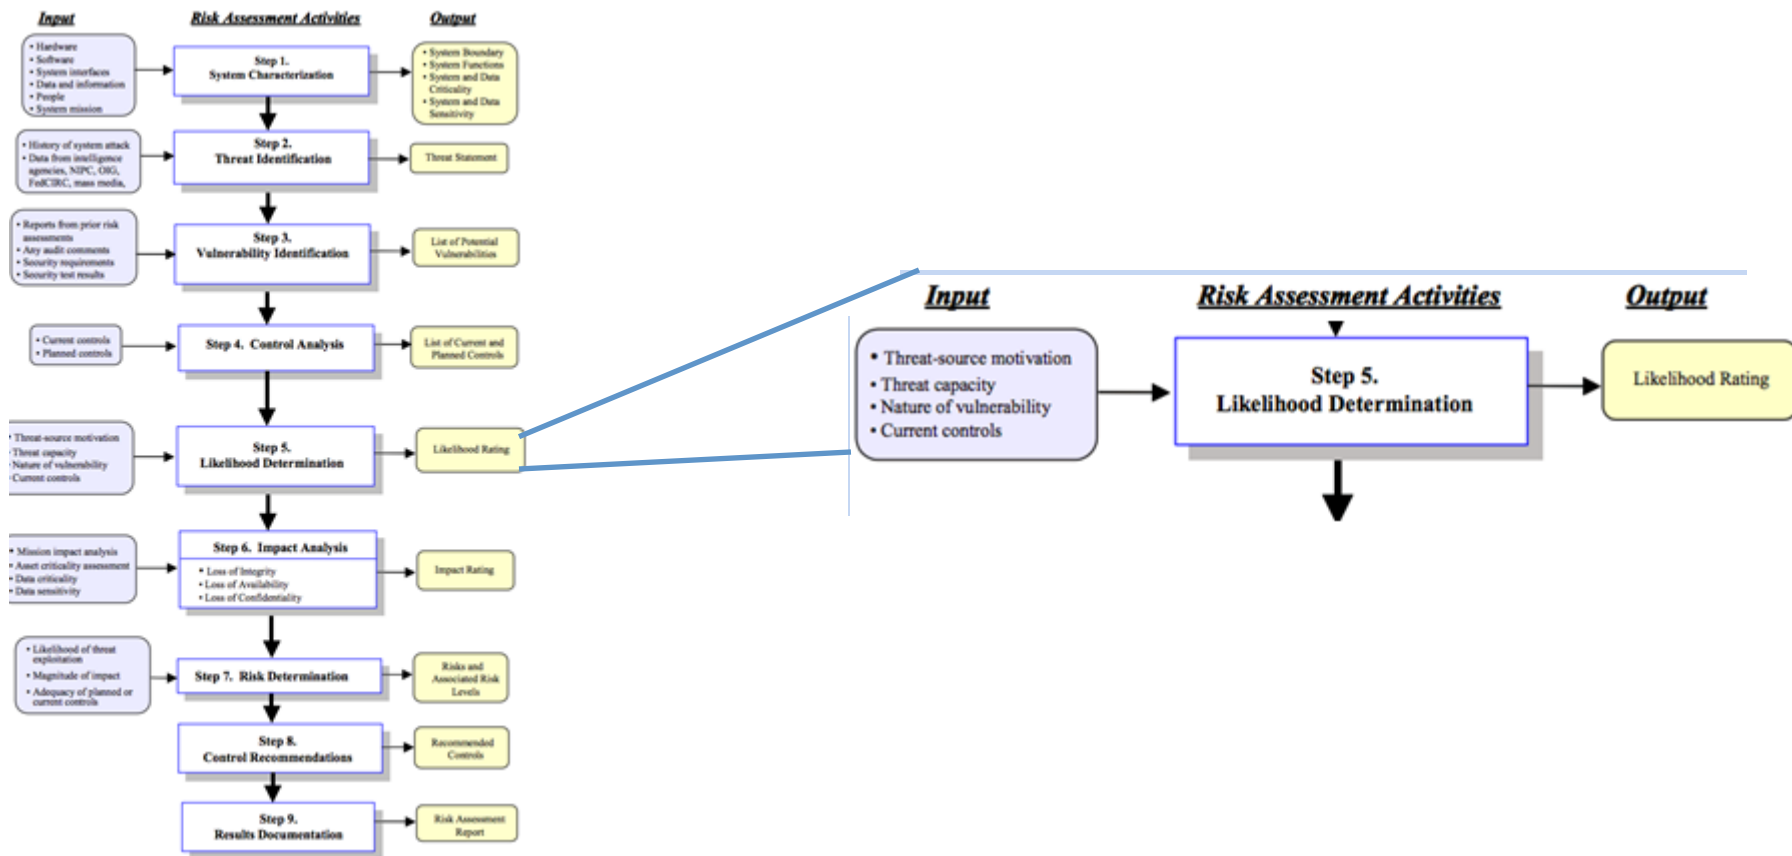 Input
Risk Assessment Activities
Output
• Hardware
• Software
• System interfaces
• Data and information
• People
• System mission
Step 1.
System Characterization
• System Boundary
• System Functions
• System and Data
Criticality
• System and Data
Sensitivity
• History of system attack
• Data from intelligence
agencies, NIPC, OIG,
FedCIRC, mass media,
Step 2.
Threat Identification
Threat Statement
• Reports from prior risk
assessments
• Any audit comments
• Security requirements
• Security test results
Step 3.
Vulnerability Identification
List of Potential
Vulnerabilities
• Current controls
• Planned controls
Step 4. Control Analysis
List of Current and
Planned Controls
• Threat-source motivation
• Threat capacity
• Nature of vulnerability
• Current controls
Step 5.
Likelihood Determination
Likelihood Rating
• Mission impact analysis
• Asset criticality assessment
• Data criticality
• Data sensitivity
Step 6. Impact Analysis
• Loss of Integrity
• Loss of Availability
• Loss of Confidentiality
Impact Rating
• Likelihood of threat
exploitation
• Magnitude of impact
• Adequacy of planned or
current controls
Step 7. Risk Determination
Risks and
Associated Risk
Levels
Step 8.
Control Recommendations
Recommended
Controls
Step 9.
Results Documentation
Risk Assessment
Report
Input
Risk Assessment Activities
Output
• Threat-source motivation
• Threat capacity
• Nature of vulnerability
• Current controls
Step 5.
Likelihood Determination
Likelihood Rating